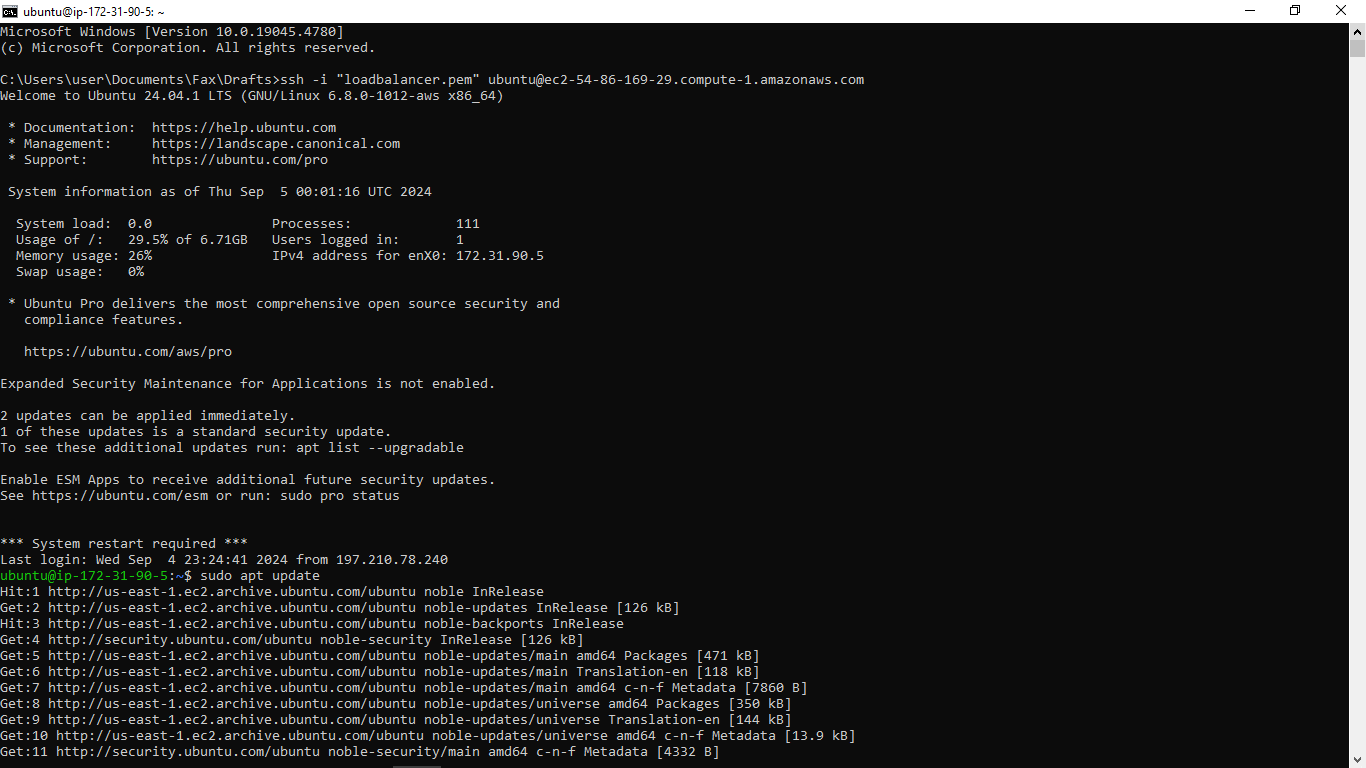 ubuntu@ip-172-31-90-5: ~
Microsoft Windows [Version 10.0.19045.4780]
(c) Microsoft Corporation. All rights reserved.
C:\Users\user\Documents\Fax\Drafts>ssh -i "loadbalancer.pem" ubuntu@ec2-54-86-169-29.compute-1.amazonaws.com
Welcome to Ubuntu 24.04.1 LTS (GNU/Linux 6.8.0-1012-aws x86_64)
* Documentation:  https://help.ubuntu.com
* Management:     https://landscape.canonical.com
* Support:        https://ubuntu.com/pro
System information as of Thu Sep  5 00:01:16 UTC 2024
System load:  0.0               Processes:             111
Usage of /:   29.5% of 6.71GB   Users logged in:       1
Memory usage: 26%               IPv4 address for enX0: 172.31.90.5
Swap usage:   0%
* Ubuntu Pro delivers the most comprehensive open source security and
compliance features.
https://ubuntu.com/aws/pro
Expanded Security Maintenance for Applications is not enabled.
2 updates can be applied immediately.
1 of these updates is a standard security update.
To see these additional updates run: apt list --upgradable
Enable ESM Apps to receive additional future security updates.
See https://ubuntu.com/esm or run: sudo pro status
*** System restart required ***
Last login: Wed Sep  4 23:24:41 2024 from 197.210.78.240
ubuntu@ip-172-31-90-5:~$ sudo apt update
Hit:1 http://us-east-1.ec2.archive.ubuntu.com/ubuntu noble InRelease
Get:2 http://us-east-1.ec2.archive.ubuntu.com/ubuntu noble-updates InRelease [126 kB]
Hit:3 http://us-east-1.ec2.archive.ubuntu.com/ubuntu noble-backports InRelease
Get:4 http://security.ubuntu.com/ubuntu noble-security InRelease [126 kB]
Get:5 http://us-east-1.ec2.archive.ubuntu.com/ubuntu noble-updates/main amd64 Packages [471 kB]
Get:6 http://us-east-1.ec2.archive.ubuntu.com/ubuntu noble-updates/main Translation-en [118 kB]
Get:7 http://us-east-1.ec2.archive.ubuntu.com/ubuntu noble-updates/main amd64 c-n-f Metadata [7860 B]
Get:8 http://us-east-1.ec2.archive.ubuntu.com/ubuntu noble-updates/universe amd64 Packages [350 kB]
Get:9 http://us-east-1.ec2.archive.ubuntu.com/ubuntu noble-updates/universe Translation-en [144 kB]
Get:10 http://us-east-1.ec2.archive.ubuntu.com/ubuntu noble-updates/universe amd64 c-n-f Metadata [13.9 kB]
Get:11 http://security.ubuntu.com/ubuntu noble-security/main amd64 c-n-f Metadata [4332 B]